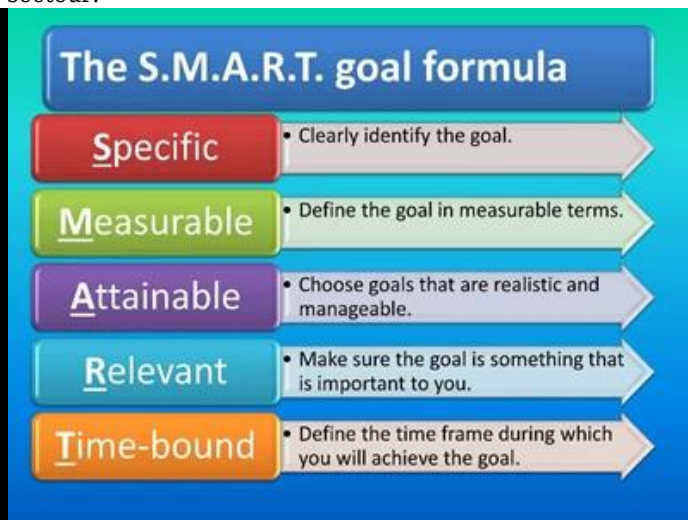 The S.M.A.R.T. goal formula
Specific
• Clearly identify the goal.
Measurable
• Define the goal in measurable terms.
Attainable
• Choose goals that are realistic and
manageable.
Relevant
• Make sure the goal is something that
is important to you.
Time-bound
• Define the time frame during which
you will achieve the goal.